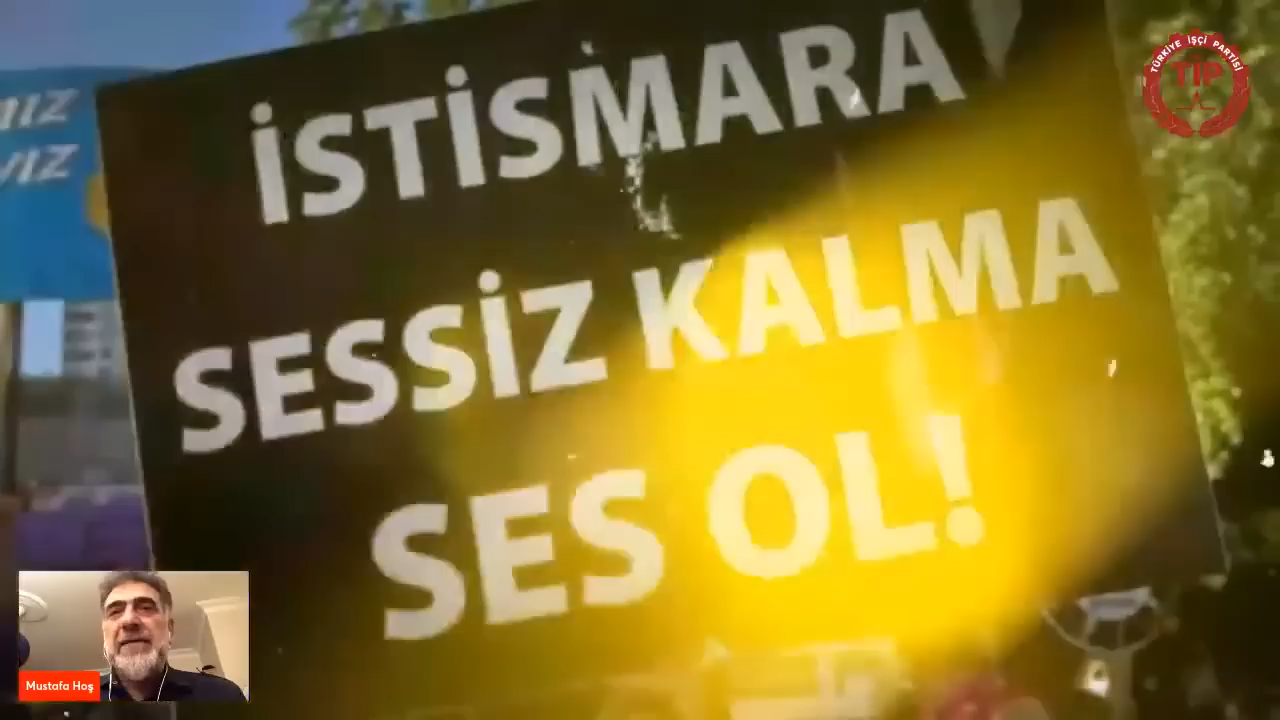 TÜRKİYE İŞÇİ PARTİSİ
TİP
İSTİSMARA
SESSİZ KALMA
SES OL!
Mustafa Hoş